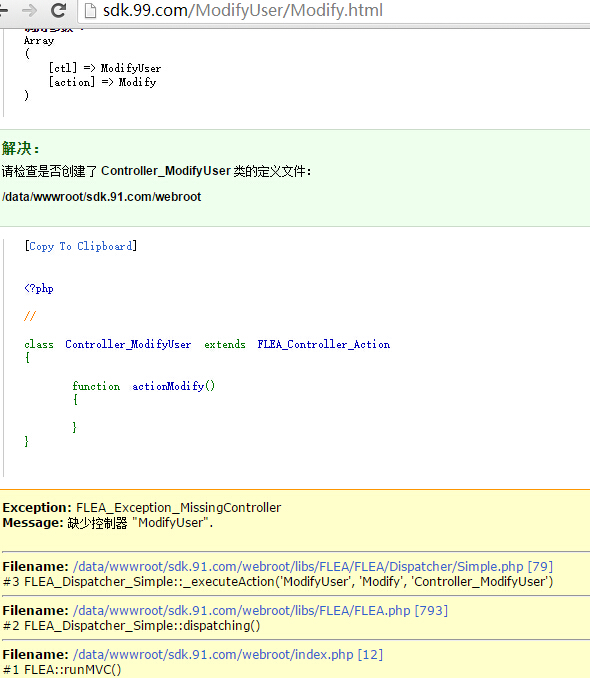 sdk.99.com/ModifyUser/Modify.html
Array
(
[ctl] => ModifyUser
[action] => Modify
)
解决：
请检查是否创建了 Controller_ModifyUser 类的定义文件：
/data/wwwroot/sdk.91.com/webroot
[Copy To Clipboard]
<?php
//
class Controller_ModifyUser extends FLEA_Controller_Action
{
function actionModify()
{
}
}
Exception: FLEA_Exception_MissingController
Message: 缺少控制器 "ModifyUser".
Filename: /data/wwwroot/sdk.91.com/webroot/libs/FLEA/FLEA/Dispatcher/Simple.php [79]
#3 FLEA_Dispatcher_Simple::_executeAction('ModifyUser', 'Modify', 'Controller_ModifyUser')
Filename: /data/wwwroot/sdk.91.com/webroot/libs/FLEA/FLEA.php [793]
#2 FLEA_Dispatcher_Simple::dispatching()
Filename: /data/wwwroot/sdk.91.com/webroot/index.php [12]
#1 FLEA::runMVC()